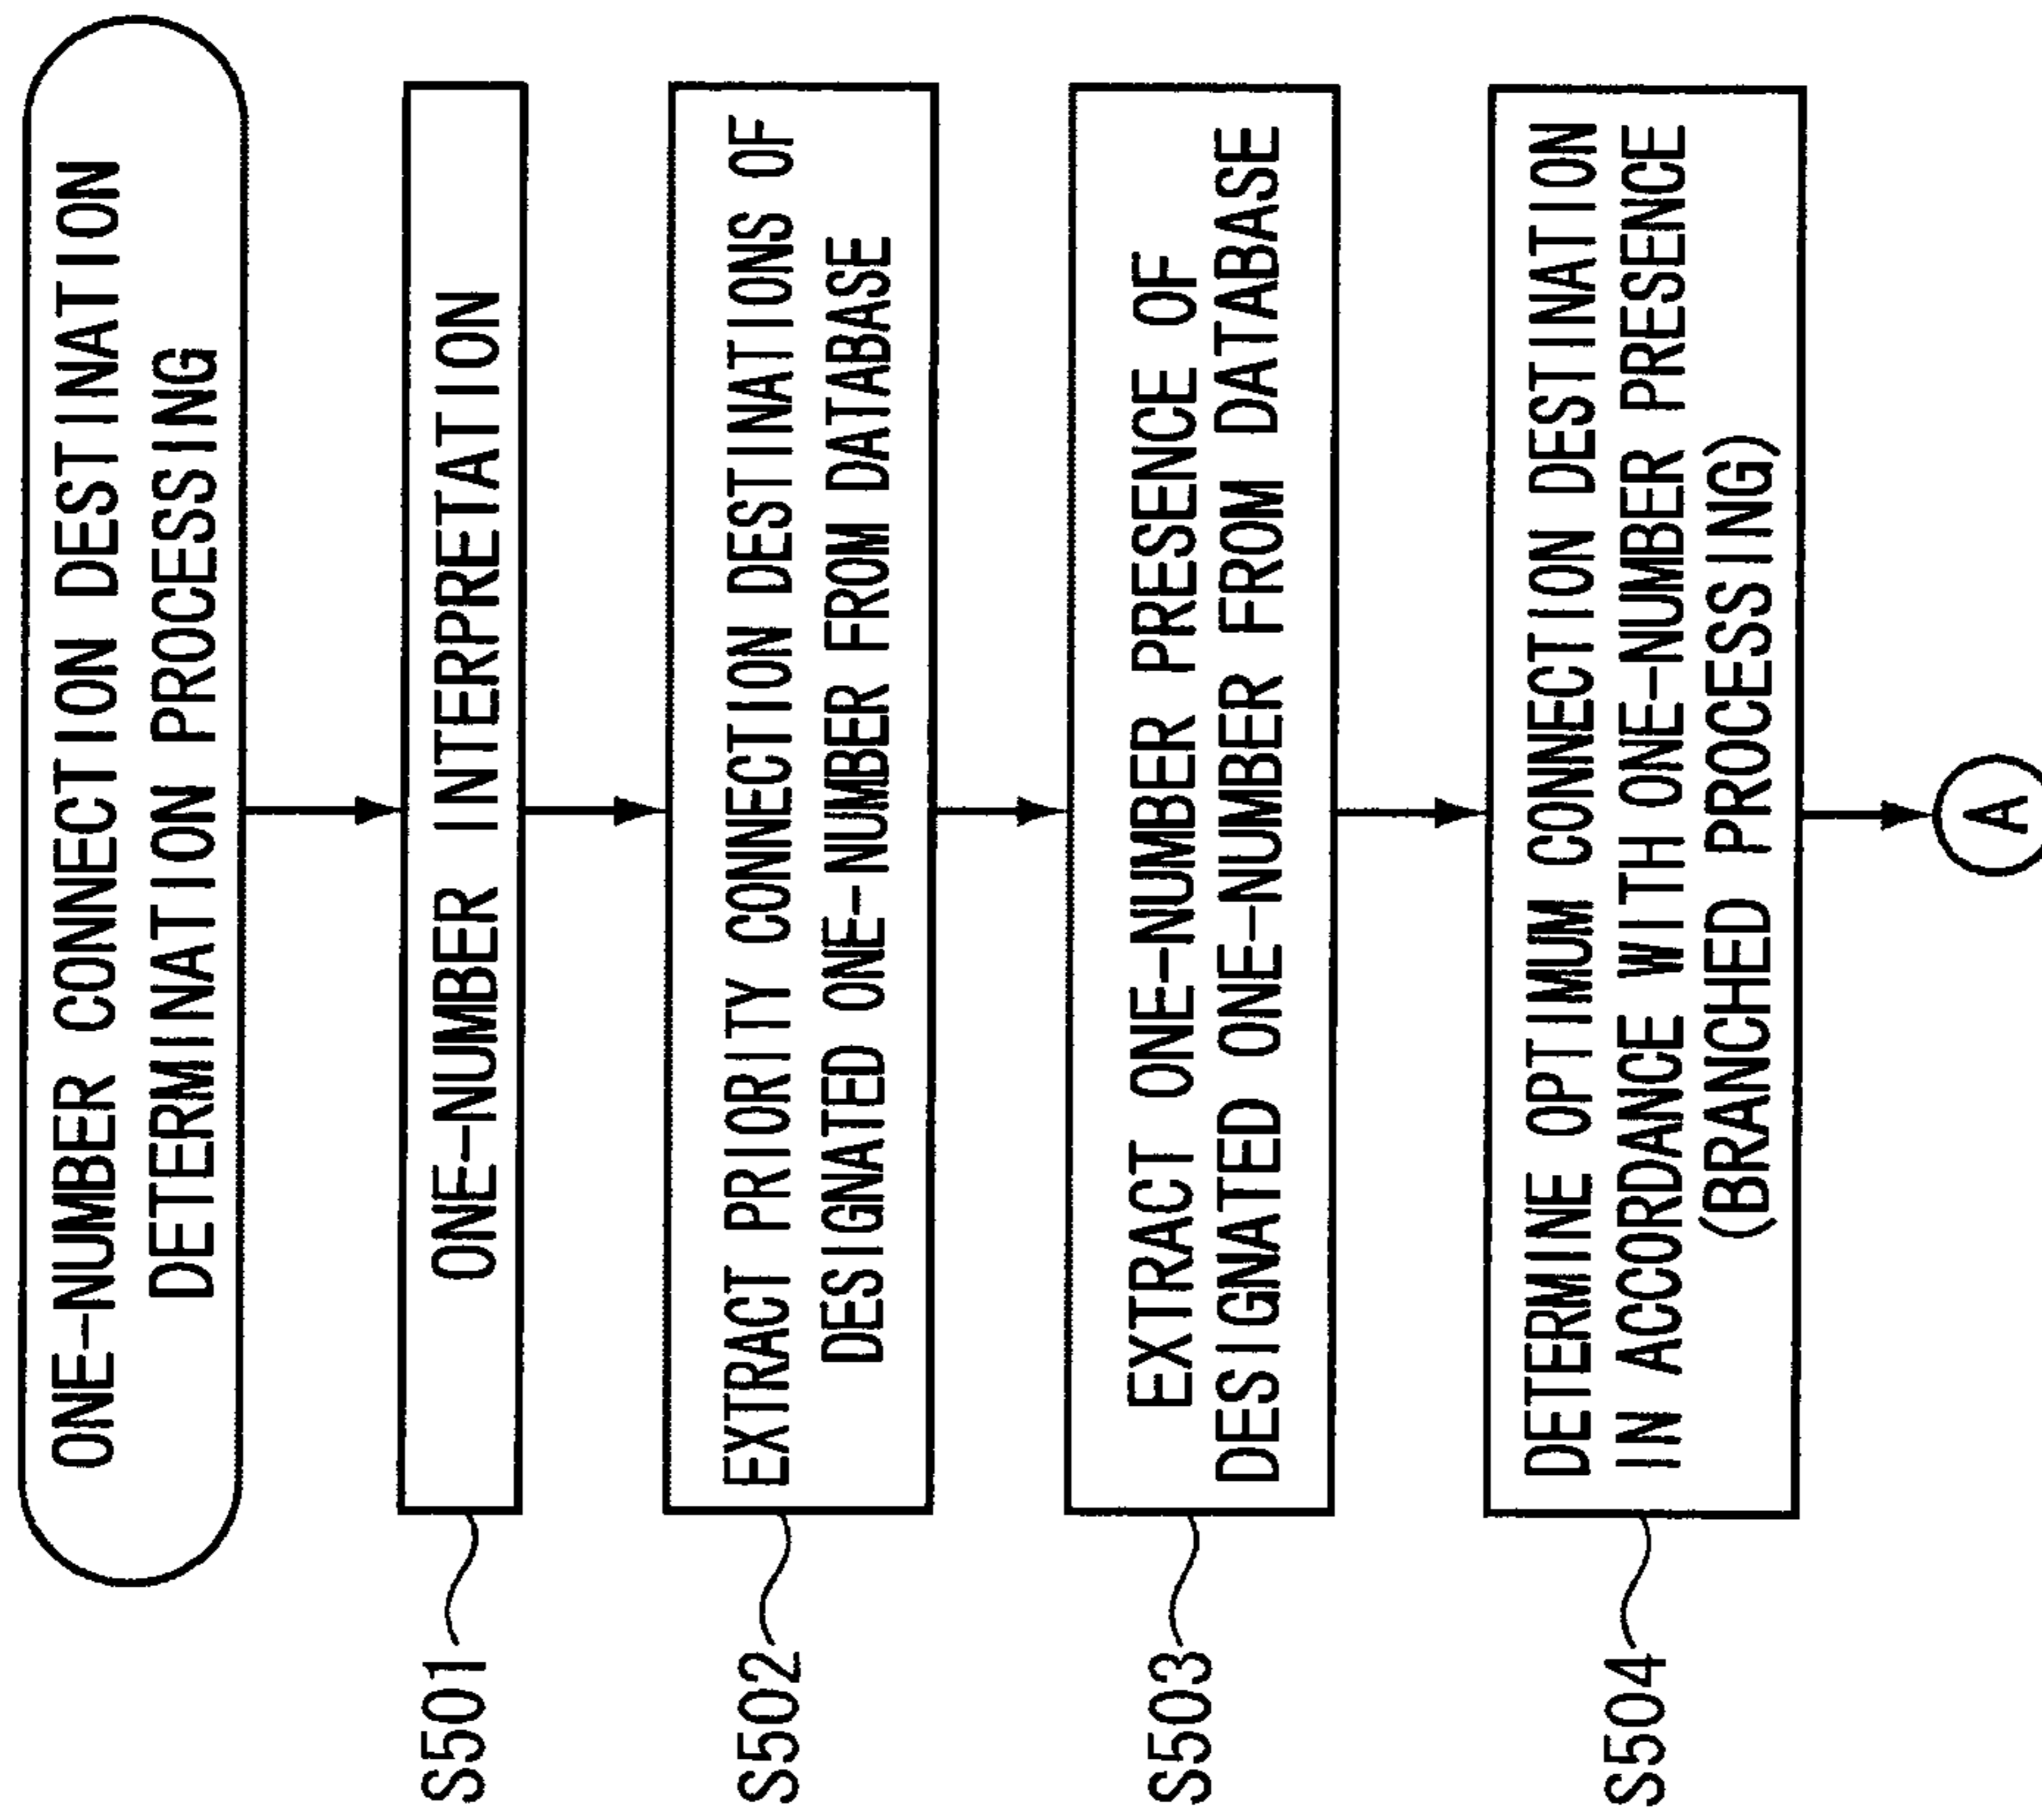 ONE-NUMBER CONNECTION DESTINATION
DETERMINATION PROCESSING
S501
ONE-NUMBER INTERPRETATION
S502
EXTRACT PRIORITY CONNECTION DESTINATIONS OF
DESIGNATED ONE-NUMBER FROM DATABASE
S503
EXTRACT ONE-NUMBER PRESENCE OF
DESIGNATED ONE-NUMBER FROM DATABASE
S504
DETERMINE OPTIMUM CONNECTION DESTINATION
IN ACCORDANCE WITH ONE-NUMBER PRESENCE
(BRANCHED PROCESSING)
A